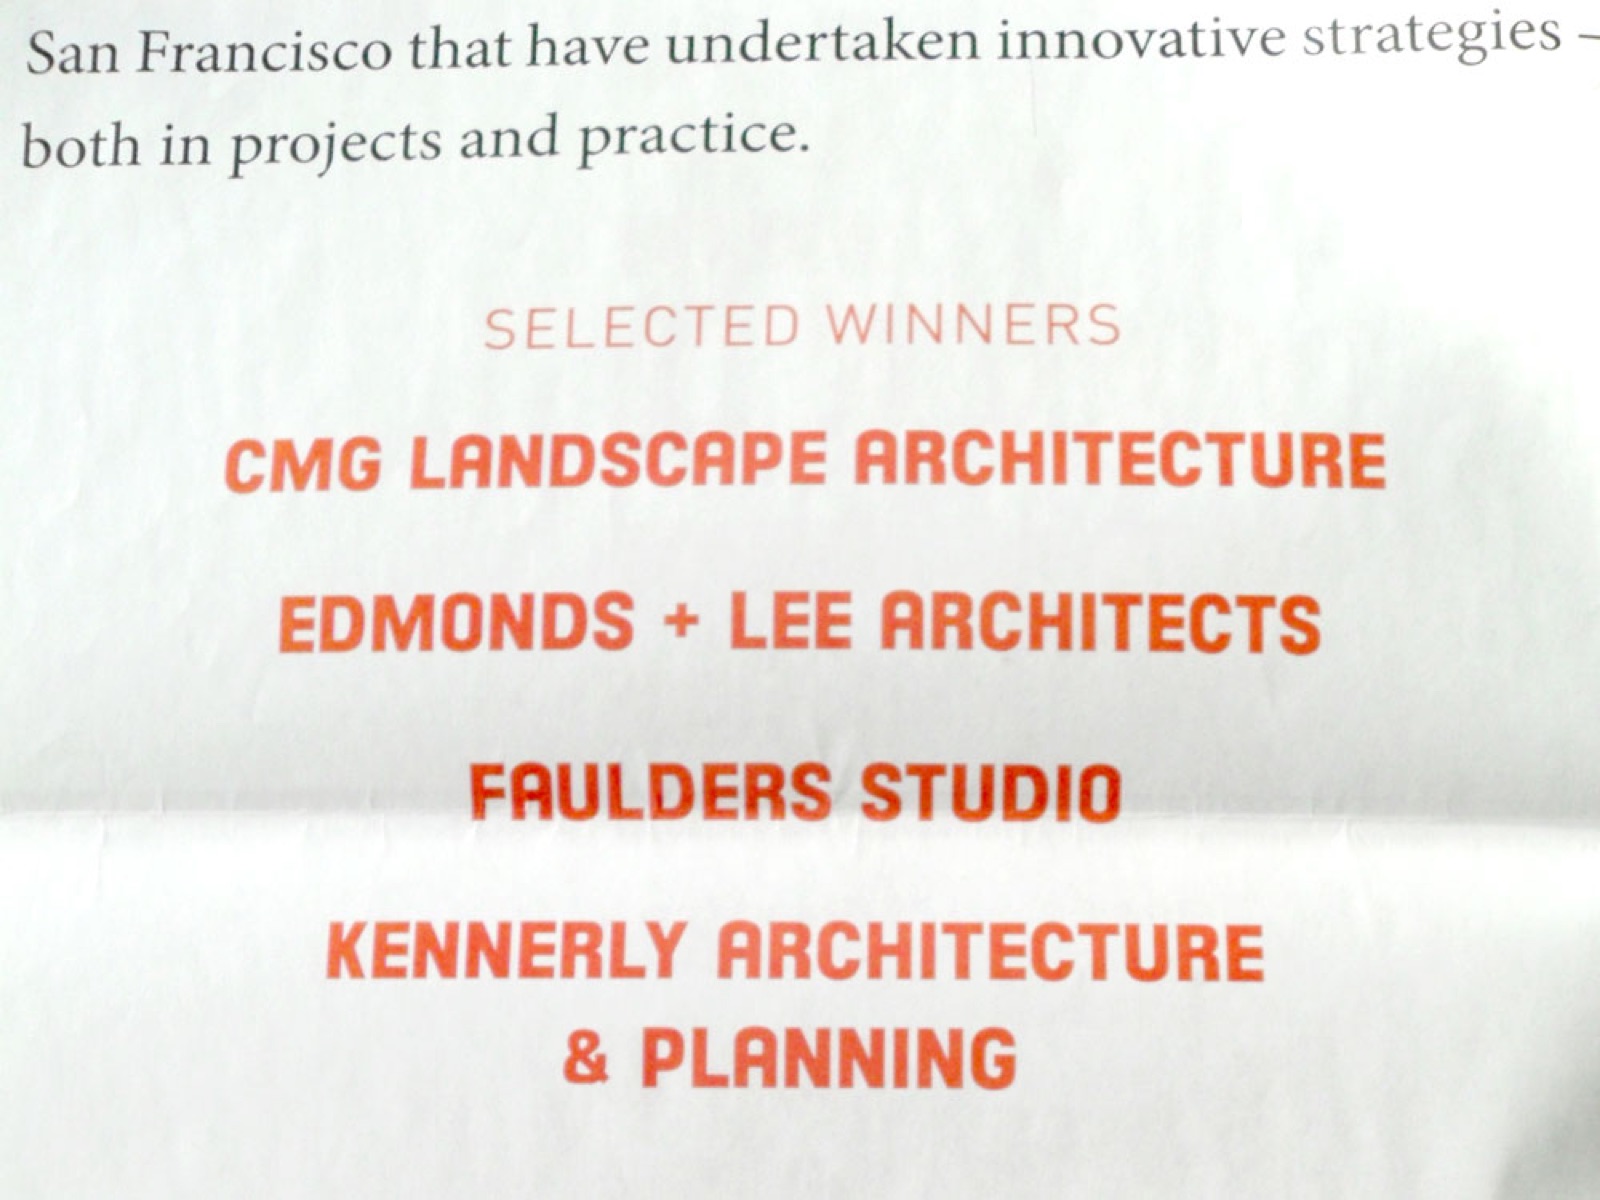 San Francisco that have undertaken innovative strategies –
both in projects and practice.
SELECTED WINNERS
CMG LANDSCAPE ARCHITECTURE
EDMONDS + LEE ARCHITECTS
FAULDERS STUDIO
KENNERLY ARCHITECTURE
& PLANNING